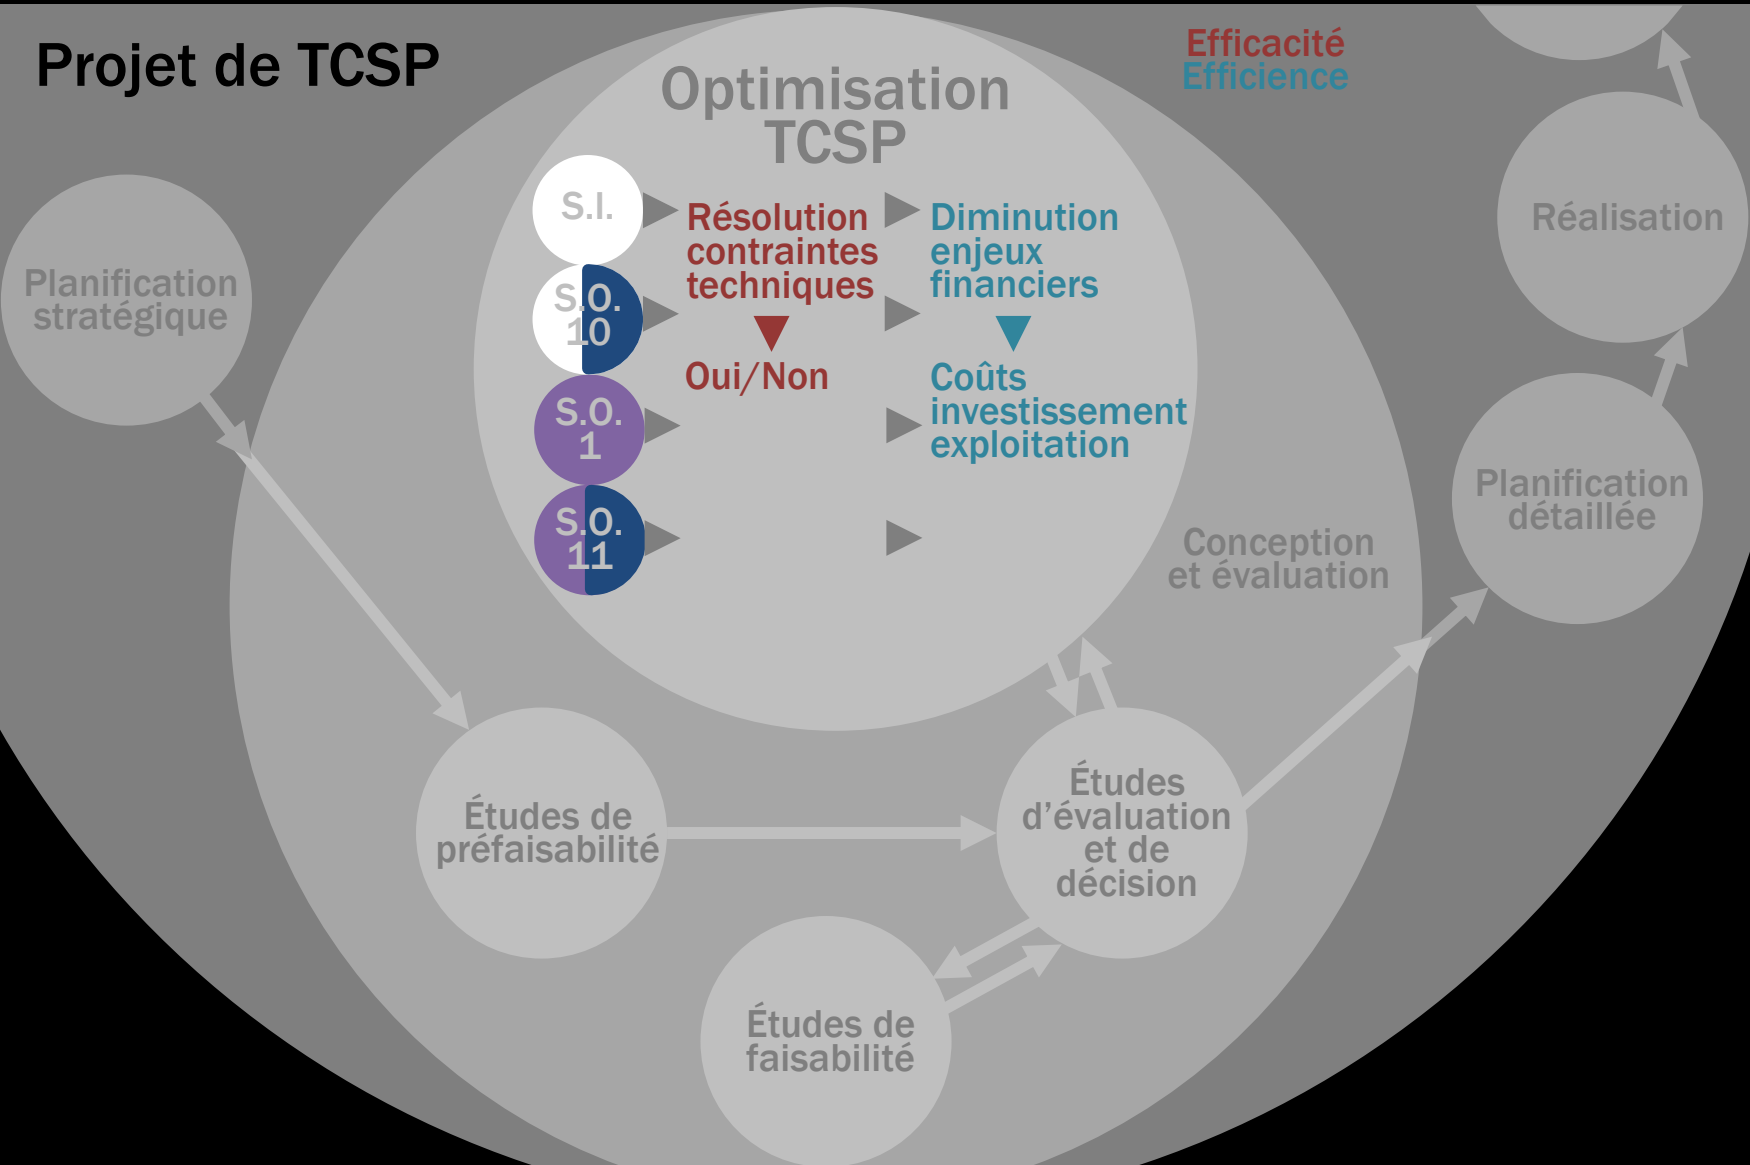 Projet de TCSP
Efficacité
Efficience
Optimisation
TCSP
S.I.
S.O.
10
S.O.
1
S.O.
11
Résolution
contraintes
techniques
Oui/Non
Diminution
enjeux
financiers
Coûts
investissement
exploitation
Planification
stratégique
Études de
préfaisabilité
Études de
faisabilité
Études
d’évaluation
et de
décision
Conception
et évaluation
Planification
détaillée
Réalisation